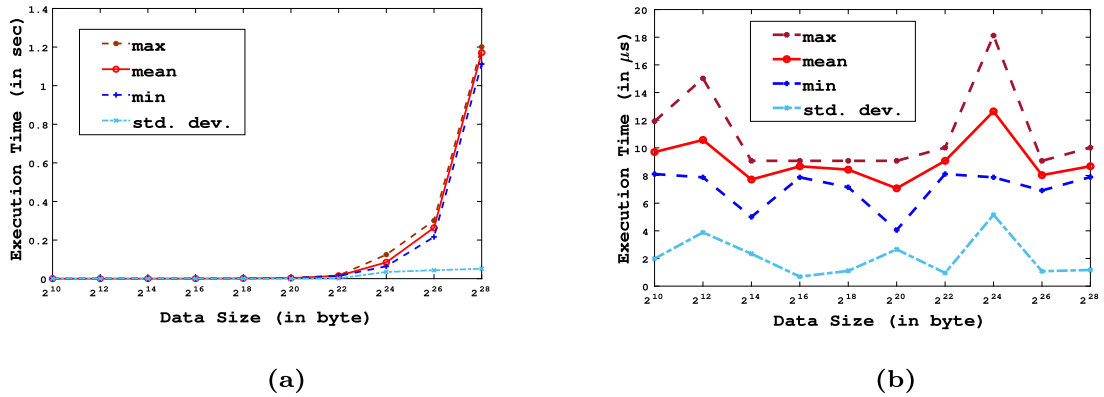 1.4
1.2
1
0.8
0.6
0.4
0.2
0
Execution Time (in sec)
max
mean
min
std. dev.
2^10 2^12 2^14 2^16 2^18 2^20 2^22 2^24 2^26 2^28
Data Size (in byte)
(a)
20
18
16
14
12
10
8
6
4
2
0
Execution Time (in μs)
max
mean
min
std. dev.
2^10 2^12 2^14 2^16 2^18 2^20 2^22 2^24 2^26 2^28
Data Size (in byte)
(b)